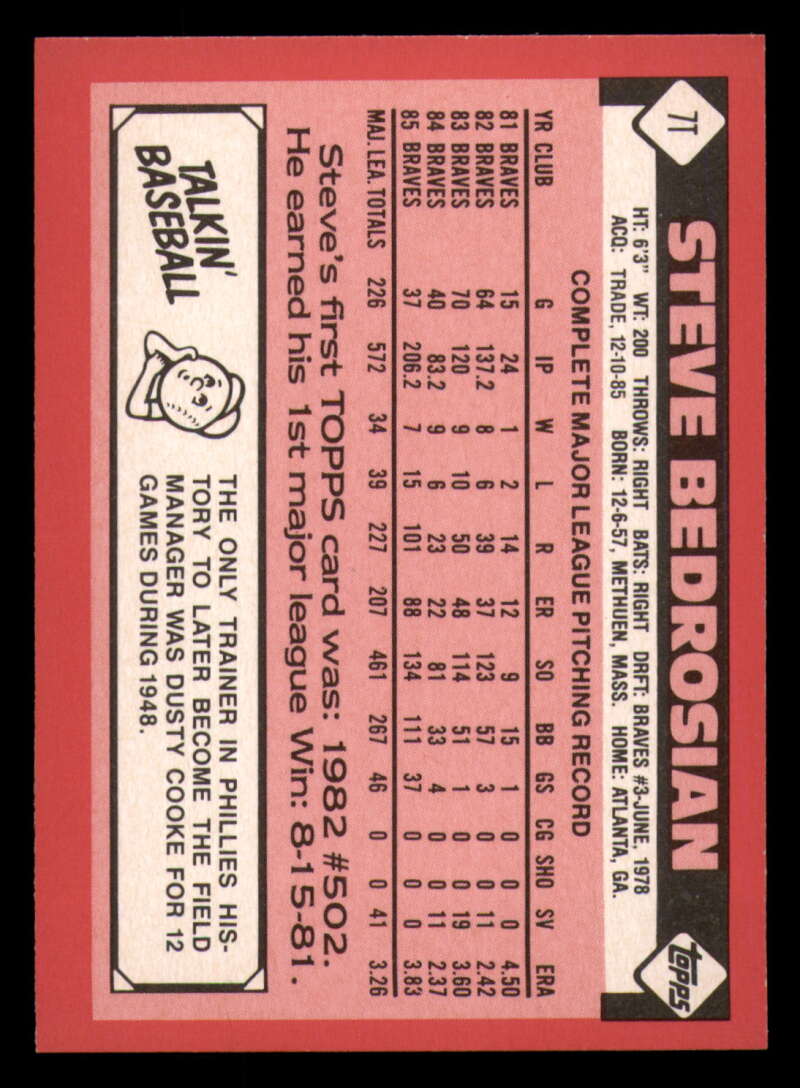 7T
STEVE BEDROSIAN
topps
HT: 6'3" WT: 200 THROWS: RIGHT BATS: RIGHT DRFT: BRAVES #3-JUNE, 1978
ACQ: TRADE, 12-10-85 BORN: 12-6-57, METHUEN, MASS. HOME: ATLANTA, GA.
COMPLETE MAJOR LEAGUE PITCHING RECORD
YR CLUB G IP W L R ER SO BB GS CG SHO SV ERA
81 BRAVES 15 24 1 2 14 12 9 15 1 0 0 0 4.50
82 BRAVES 64 137.2 8 6 39 37 123 57 3 0 0 11 2.42
83 BRAVES 70 120 9 10 50 48 114 51 1 0 0 19 3.60
84 BRAVES 40 83.2 9 6 23 22 81 33 4 0 0 11 2.37
85 BRAVES 37 206.2 7 15 101 88 134 111 37 0 0 0 3.83
MAJ. LEA. TOTALS 226 572 34 39 227 207 461 267 46 0 0 41 3.26
Steve's first TOPPS card was: 1982 #502.
He earned his 1st major league Win: 8-15-81.
TALKIN'
BASEBALL
THE ONLY TRAINER IN PHILLIES HIS-
TORY TO LATER BECOME THE FIELD
MANAGER WAS DUSTY COOKE FOR 12
GAMES DURING 1948.